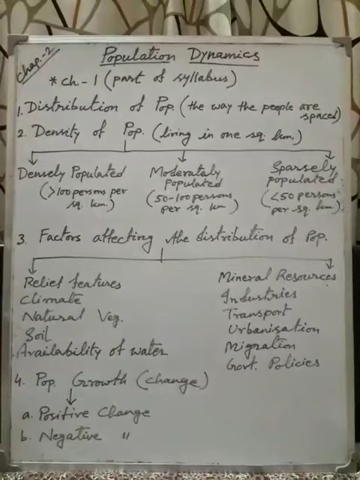 Chap-2
Population Dynamics
*ch.-1 (part of syllabus)
1. Distribution of Pop. (the way the people are spaced)
2. Density of Pop. (living in one sq. km.)
Densely Populated
(>100 persons per
sq. km.)
Moderately
Populated
(50-100 persons
per sq. km)
Sparsely
populated
(<50 persons
per sq. km.)
3. Factors affecting the distribution of Pop.
Relief features
Climate
Natural Veg.
Soil
Availability of water
Mineral Resources
Industries
Transport
Urbanisation
Migration
Govt. Policies
4. Pop. Growth (change)
a. Positive Change
b. Negative "